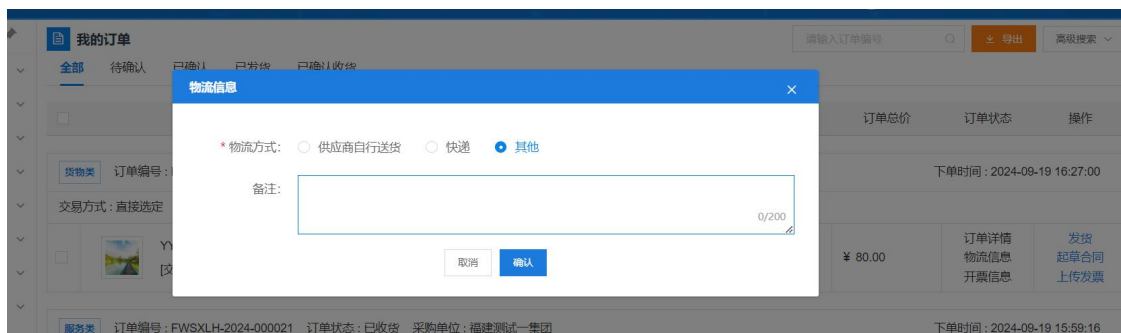 我的订单
请输入订单编号
导出
高级搜索
全部 待确认 已确认 已发货 已确认收货
物流信息
订单总价 订单状态 操作
*物流方式: 供应商自行送货 快递 其他
货物类 订单编号: 下单时间 : 2024-09-19 16:27:00
备注:
0/200
交易方式 : 直接选定
取消 确认
YY
[交
¥ 80.00
订单详情
物流信息
开票信息
发货
起草合同
上传发票
服务类 订单编号 : FWSXLH-2024-000021 订单状态 : 已收货 采购单位 : 福建测试一集团 下单时间 : 2024-09-19 15:59:16